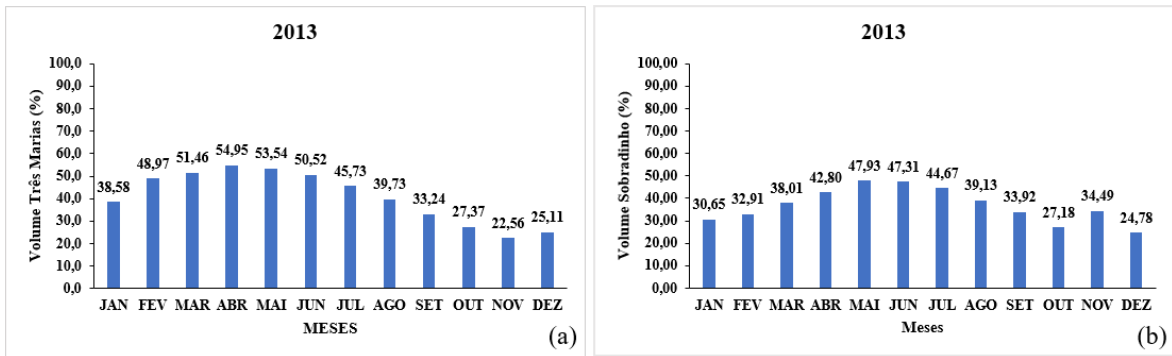 2013
Volume Três Marias (%)
100,0
90,0
80,0
70,0
60,0
50,0
40,0
30,0
20,0
10,0
0,0
38,58 48,97 51,46 54,95 53,54 50,52 45,73 39,73 33,24 27,37 22,56 25,11
JAN FEV MAR ABR MAI JUN JUL AGO SET OUT NOV DEZ
MESES
(a)
2013
Volume Sobradinho (%)
100,00
90,00
80,00
70,00
60,00
50,00
40,00
30,00
20,00
10,00
0,00
30,65 32,91 38,01 42,80 47,93 47,31 44,67 39,13 33,92 27,18 34,49 24,78
JAN FEV MAR ABR MAI JUN JUL AGO SET OUT NOV DEZ
Meses
(b)